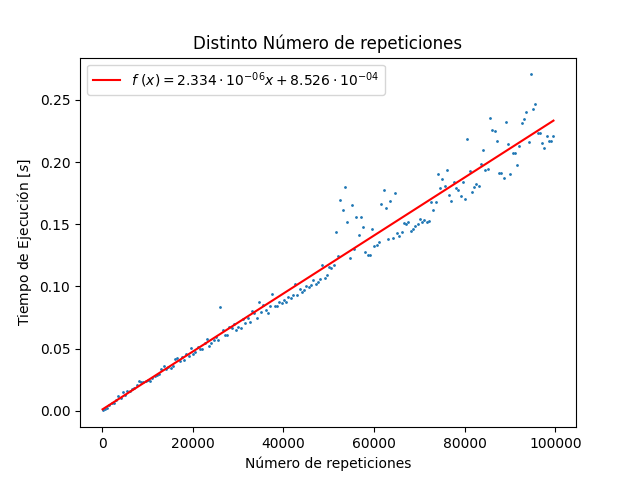 Distinto Número de repeticiones
f (x) = 2.334 · 10⁻⁰⁶x + 8.526 · 10⁻⁰⁴
0.25
0.20
0.15
0.10
0.05
0.00
Tiempo de Ejecución [s]
0 20000 40000 60000 80000 100000
Número de repeticiones